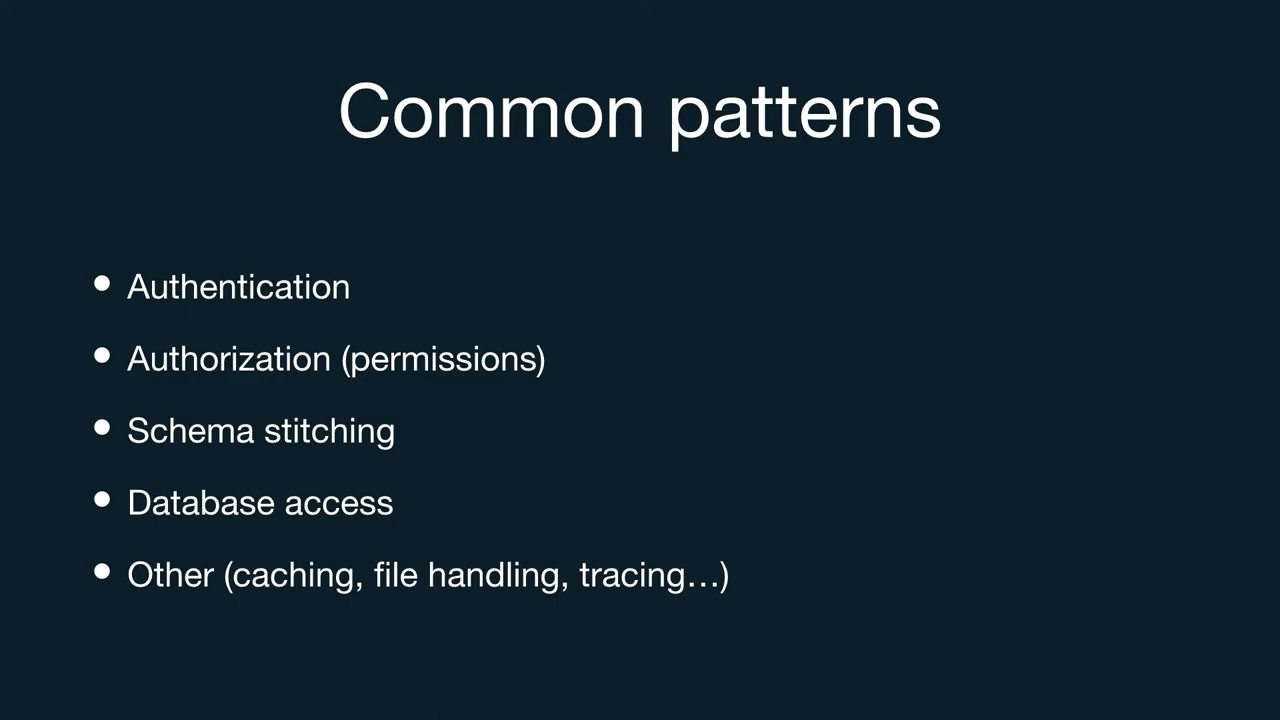 Common patterns
• Authentication
• Authorization (permissions)
• Schema stitching
• Database access
• Other (caching, file handling, tracing…)